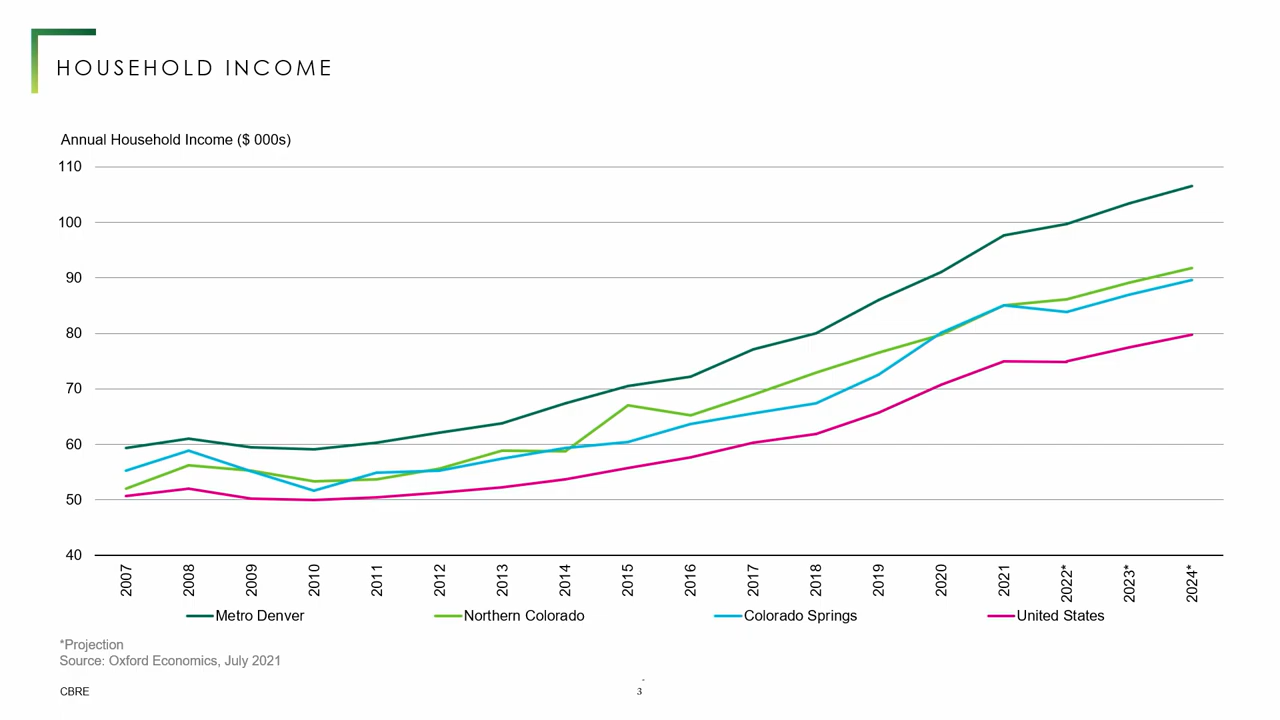 HOUSEHOLD INCOME
Annual Household Income ($ 000s)
110
100
90
80
70
60
50
40
2007 2008 2009 2010 2011 2012 2013 2014 2015 2016 2017 2018 2019 2020 2021 2022* 2023* 2024*
Metro Denver Northern Colorado Colorado Springs United States
*Projection
Source: Oxford Economics, July 2021
CBRE 3